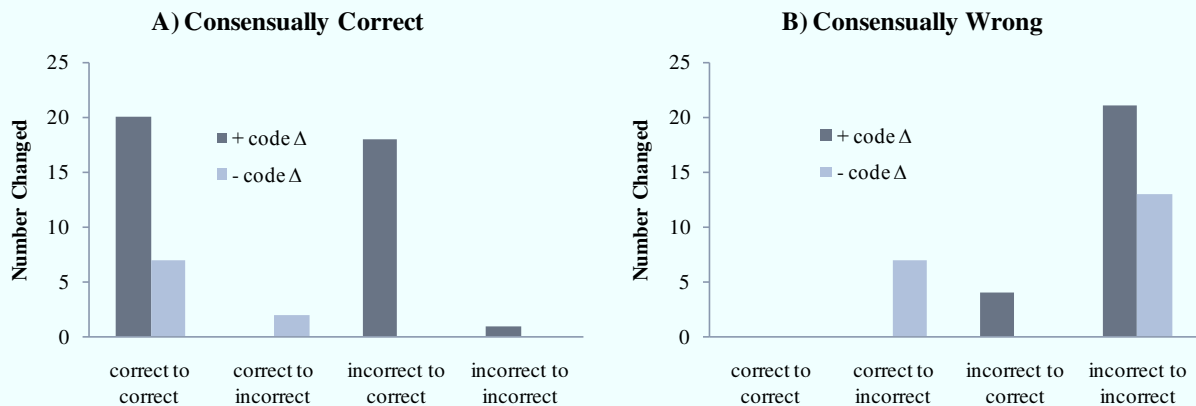 A) Consensually Correct
25
20
15
10
5
0
Number Changed
+ code Δ
- code Δ
correct to
correct
correct to
incorrect
incorrect to
correct
incorrect to
incorrect
B) Consensually Wrong
25
20
15
10
5
0
Number Changed
+ code Δ
- code Δ
correct to
correct
correct to
incorrect
incorrect to
correct
incorrect to
incorrect